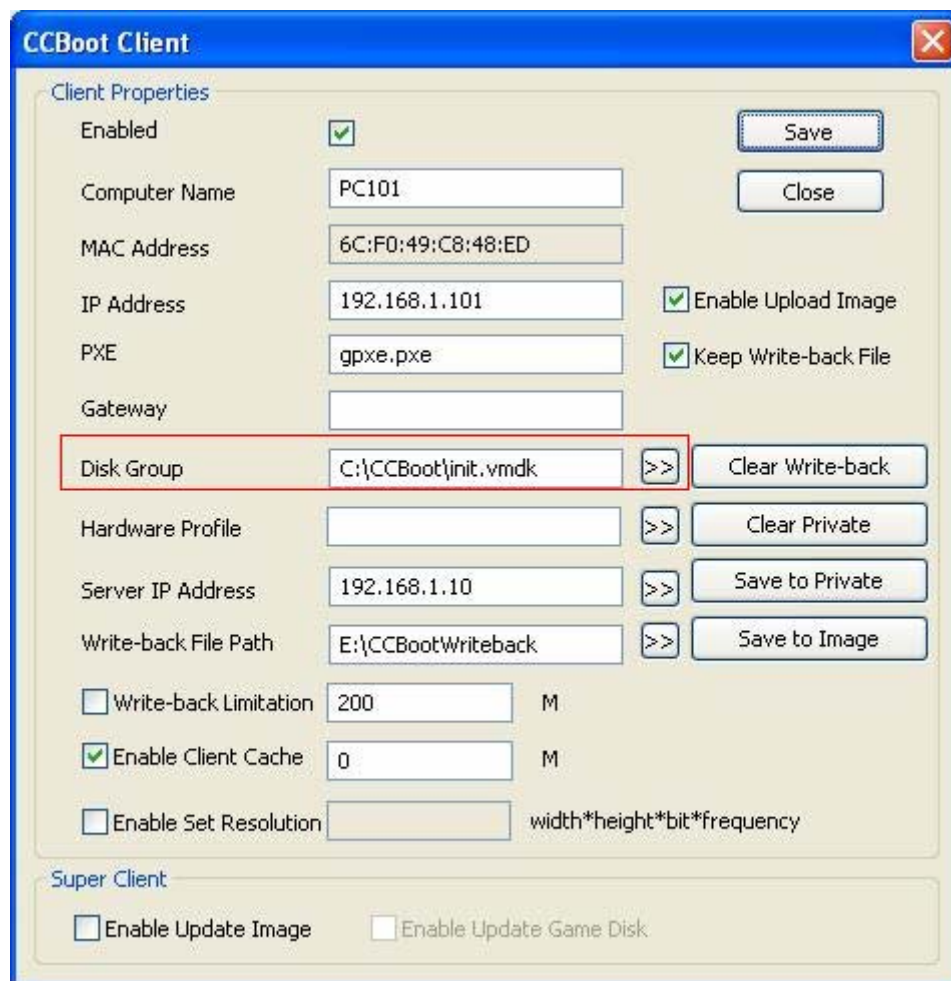 CCBoot Client
Client Properties
Enabled
Save
Computer Name PC101
Close
MAC Address 6C:F0:49:C8:48:ED
IP Address 192.168.1.101 Enable Upload Image
PXE gpxe.pxe Keep Write-back File
Gateway
Disk Group C:\CCBoot\init.vmdk >> Clear Write-back
Hardware Profile >> Clear Private
Server IP Address 192.168.1.10 >> Save to Private
Write-back File Path E:\CCBootWriteback >> Save to Image
Write-back Limitation 200 M
Enable Client Cache 0 M
Enable Set Resolution width*height*bit*frequency
Super Client
Enable Update Image Enable Update Game Disk